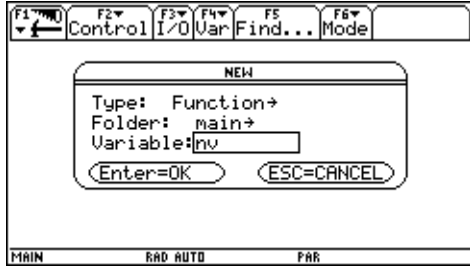 F1 F2 F3 F4 F5 F6
Control I/O Var Find... Mode
NEW
Type: Function→
Folder: main→
Variable: nv
Enter=OK ESC=CANCEL
MAIN RAD AUTO PAR